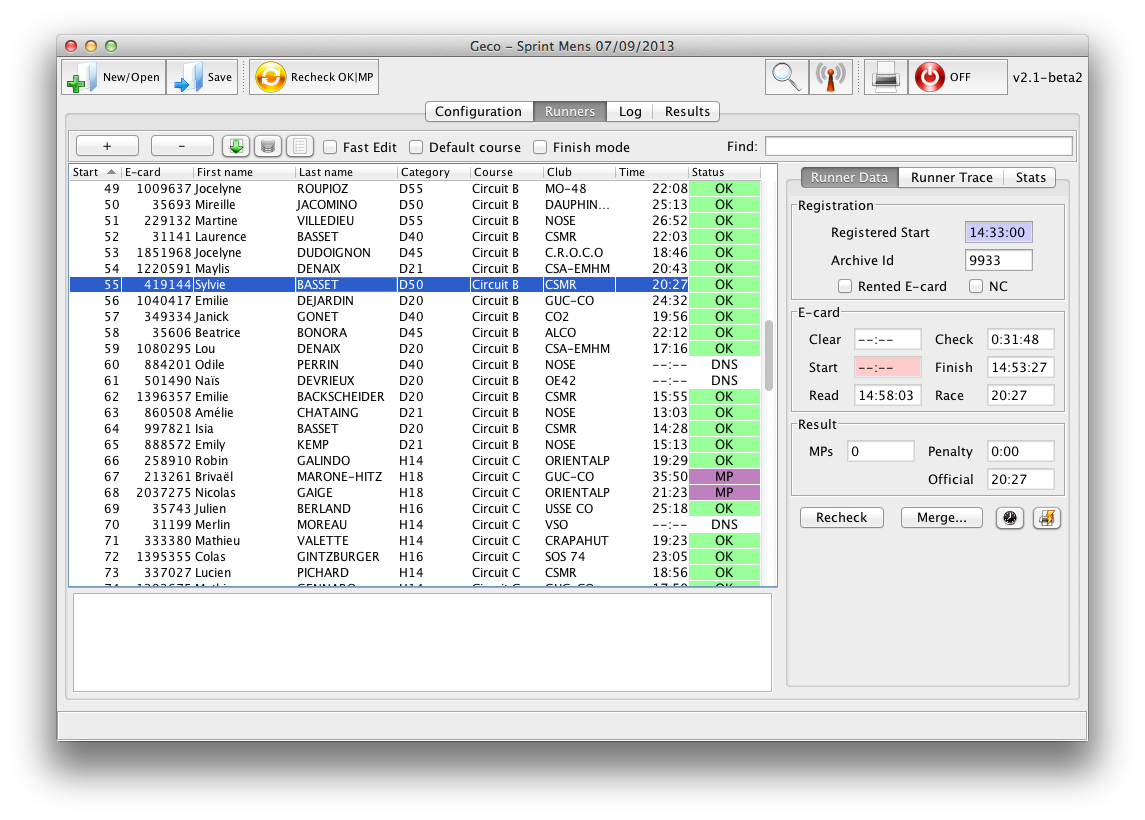 Geco – Sprint Mens 07/09/2013
New/Open Save Recheck OK|MP OFF v2.1-beta2
Configuration Runners Log Results
+ - Fast Edit Default course Finish mode Find:
Start E-card First name Last name Category Course Club Time Status
49 1009637 Jocelyne ROUPIOZ D55 Circuit B MO-48 22:08 OK
50 35693 Mireille JACOMINO D50 Circuit B DAUPHIN... 25:13 OK
51 229132 Martine VILLEDIEU D55 Circuit B NOSE 26:52 OK
52 31141 Laurence BASSET D40 Circuit B CSMR 22:03 OK
53 1851968 Jocelyne DUDOIGNON D45 Circuit B C.R.O.C.O 18:46 OK
54 1220591 Maylis DENAIX D21 Circuit B CSA-EMHM 20:43 OK
55 419144 Sylvie BASSET D50 Circuit B CSMR 20:27 OK
56 1040417 Emilie DEJARDIN D20 Circuit B GUC-CO 24:32 OK
57 349334 Janick GONET D40 Circuit B CO2 19:56 OK
58 35606 Beatrice BONORA D45 Circuit B ALCO 22:12 OK
59 1080295 Lou DENAIX D20 Circuit B CSA-EMHM 17:16 OK
60 884201 Odile PERRIN D40 Circuit B NOSE --:-- DNS
61 501490 Naïs DEVRIEUX D20 Circuit B OE42 --:-- DNS
62 1396357 Emilie BACKSCHEIDER D20 Circuit B CSMR 15:55 OK
63 860508 Amélie CHATAING D21 Circuit B NOSE 13:03 OK
64 997821 Isia BASSET D20 Circuit B CSMR 14:28 OK
65 888572 Emily KEMP D21 Circuit B NOSE 15:13 OK
66 258910 Robin GALINDO H14 Circuit C ORIENTALP 19:29 OK
67 213261 Brivaël MARONE-HITZ H18 Circuit C GUC-CO 35:50 MP
68 2037275 Nicolas GAIGE H18 Circuit C ORIENTALP 21:23 MP
69 35743 Julien BERLAND H16 Circuit C USSE CO 25:18 OK
70 31199 Merlin MOREAU H14 Circuit C VSO --:-- DNS
71 333380 Mathieu VALETTE H14 Circuit C CRAPAHUT 19:23 OK
72 1395355 Colas GINTZBURGER H16 Circuit C SOS 74 23:05 OK
73 337027 Lucien PICHARD H14 Circuit C CSMR 18:56 OK
Runner Data Runner Trace Stats
Registration
Registered Start 14:33:00
Archive Id 9933
Rented E-card NC
E-card
Clear --:-- Check 0:31:48
Start --:-- Finish 14:53:27
Read 14:58:03 Race 20:27
Result
MPs 0 Penalty 0:00
Official 20:27
Recheck Merge...